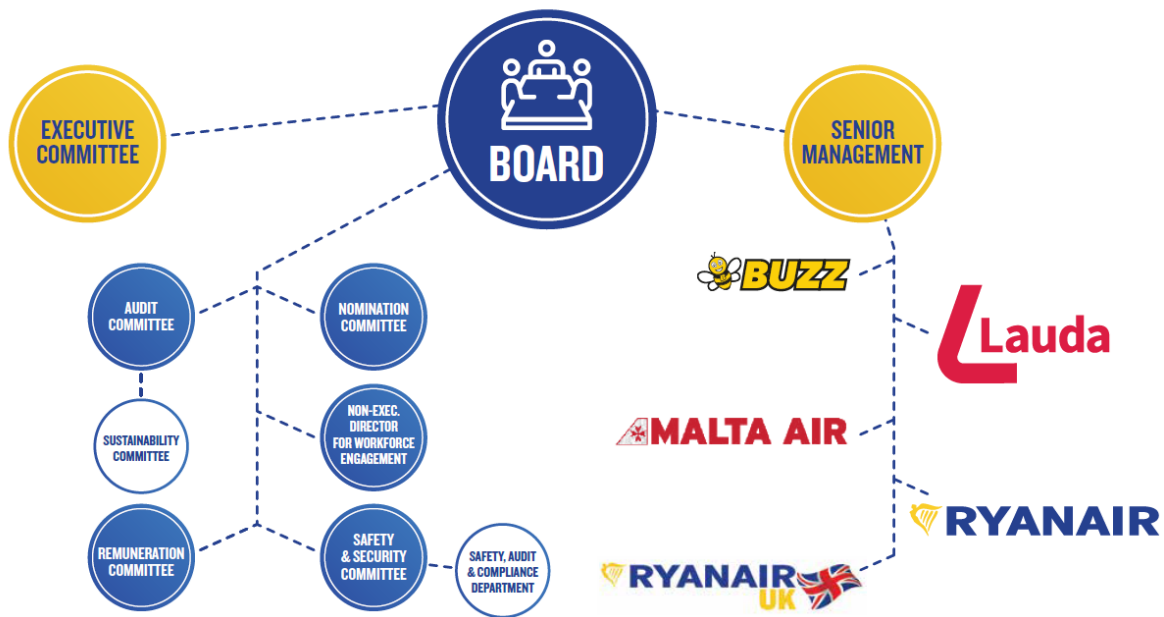 EXECUTIVE
COMMITTEE
BOARD
SENIOR
MANAGEMENT
AUDIT
COMMITTEE
NOMINATION
COMMITTEE
SUSTAINABILITY
COMMITTEE
NON-EXEC.
DIRECTOR
FOR WORKFORCE
ENGAGEMENT
REMUNERATION
COMMITTEE
SAFETY
& SECURITY
COMMITTEE
SAFETY, AUDIT
& COMPLIANCE
DEPARTMENT
BUZZ
Lauda
MALTA AIR
RYANAIR
RYANAIR
UK